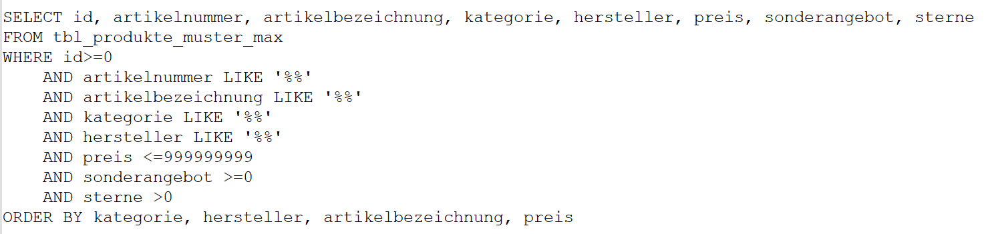 SELECT id, artikelnummer, artikelbezeichnung, kategorie, hersteller, preis, sonderangebot, sterne
FROM tbl_produkte_muster_max
WHERE id>=0
    AND artikelnummer LIKE '%%'
    AND artikelbezeichnung LIKE '%%'
    AND kategorie LIKE '%%'
    AND hersteller LIKE '%%'
    AND preis <=999999999
    AND sonderangebot >=0
    AND sterne >0
ORDER BY kategorie, hersteller, artikelbezeichnung, preis